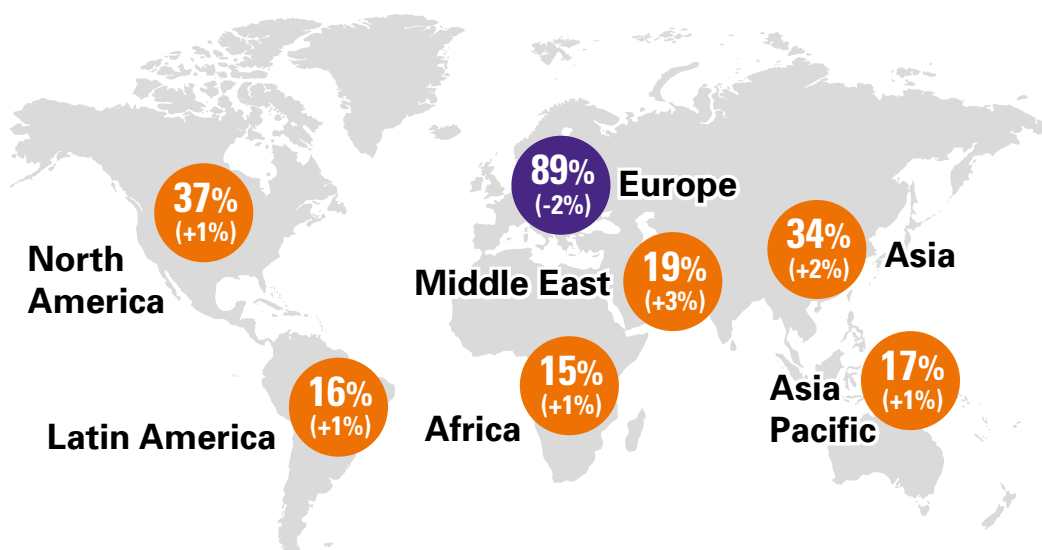 37%
(+1%)
North
America
89%
(-2%)
Europe
Middle East
19%
(+3%)
34%
(+2%)
Asia
16%
(+1%)
Latin America
15%
(+1%)
Africa
17%
(+1%)
Asia
Pacific